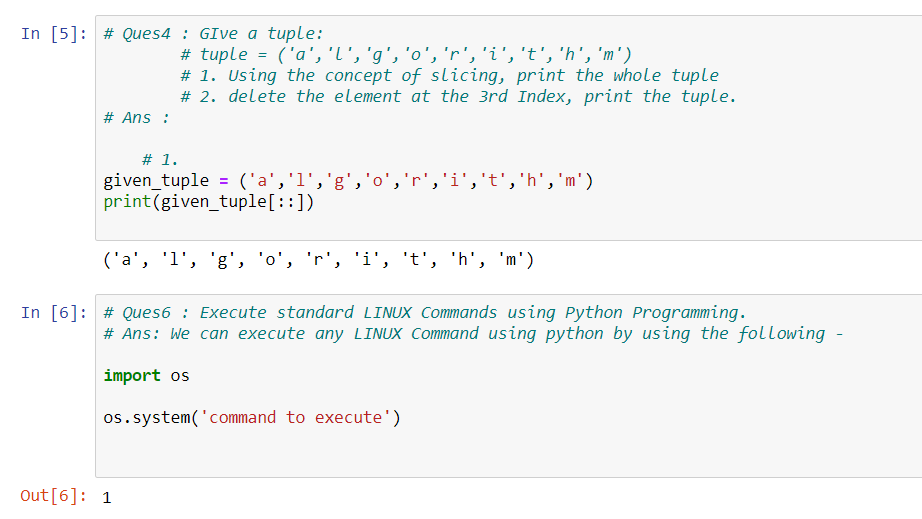 In [5]: # Ques4 : GIve a tuple:
# tuple = ('a','l','g','o','r','i','t','h','m')
# 1. Using the concept of slicing, print the whole tuple
# 2. delete the element at the 3rd Index, print the tuple.
# Ans :
# 1.
given_tuple = ('a','l','g','o','r','i','t','h','m')
print(given_tuple[::])
('a', 'l', 'g', 'o', 'r', 'i', 't', 'h', 'm')
In [6]: # Ques6 : Execute standard LINUX Commands using Python Programming.
# Ans: We can execute any LINUX Command using python by using the following -
import os
os.system('command to execute')
Out[6]: 1